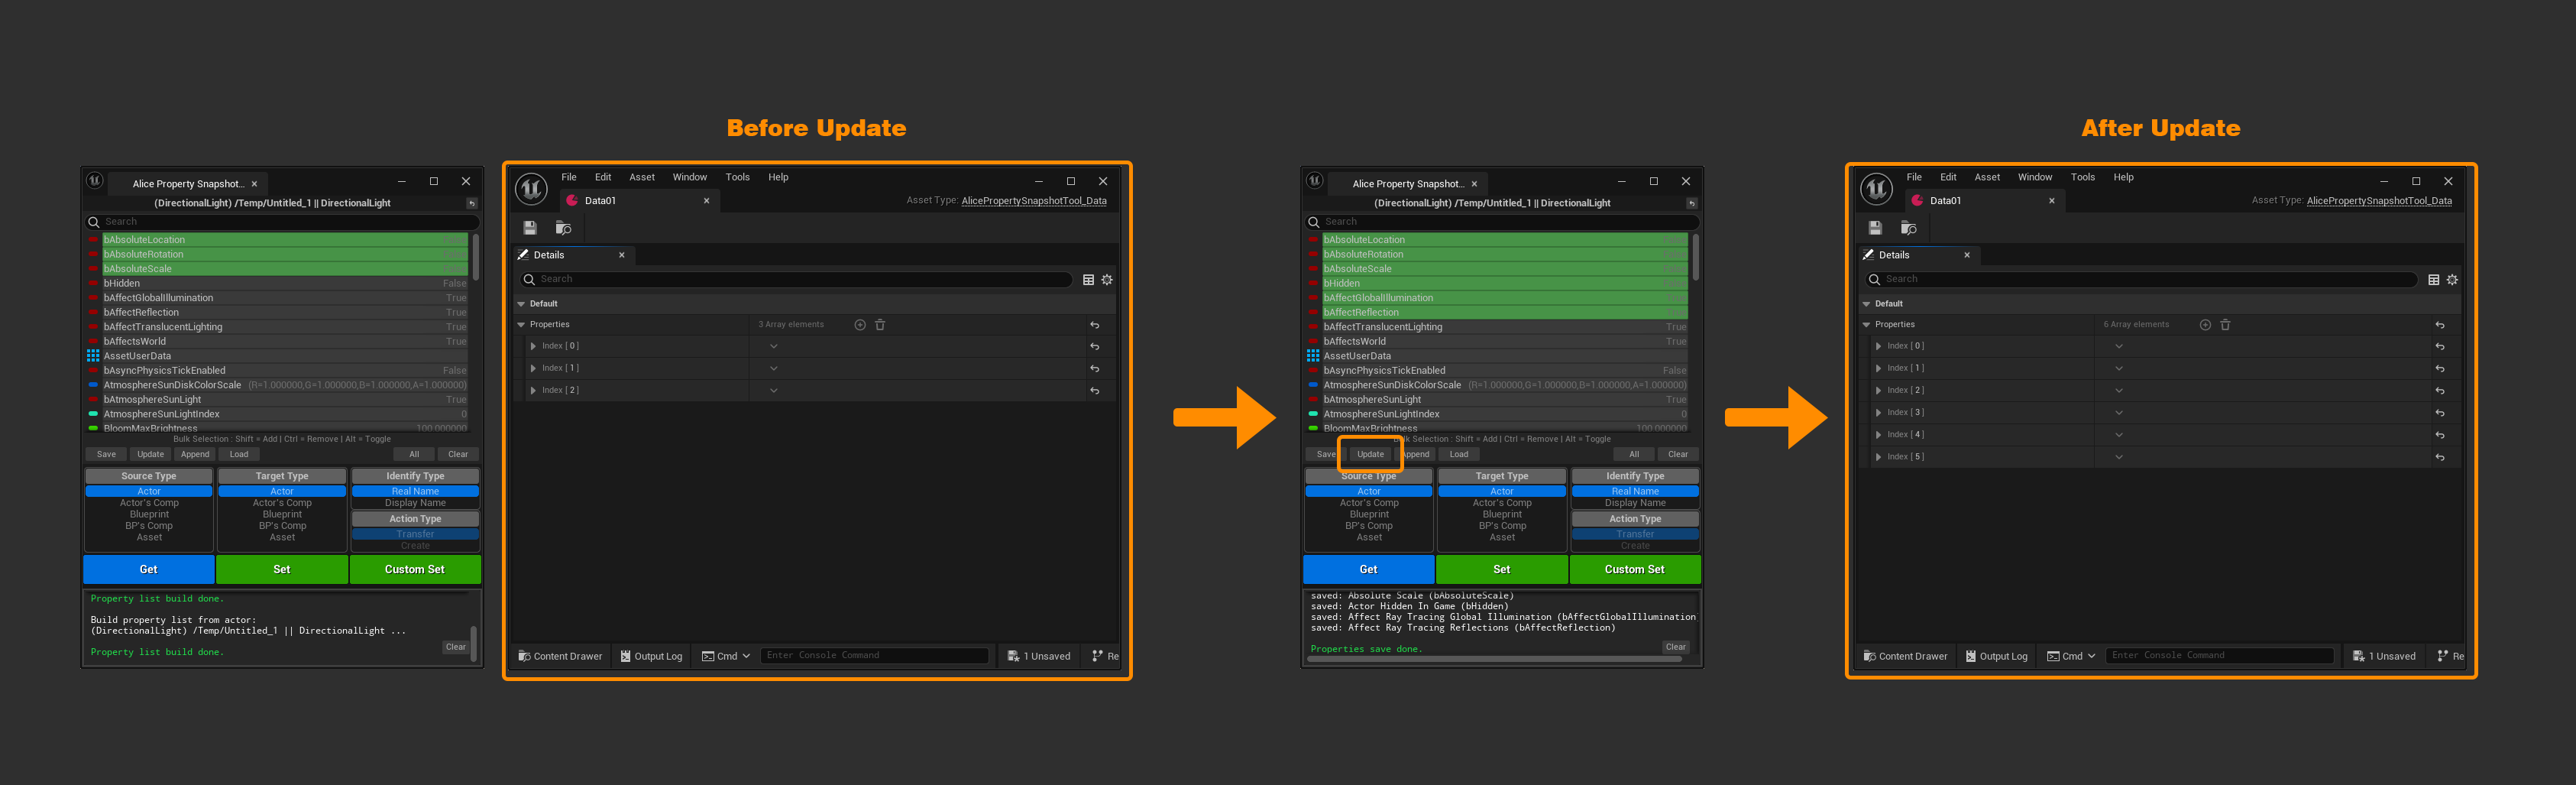 Before Update
After Update
Alice Property Snapshot...
(DirectionalLight) /Temp/Untitled_1 || DirectionalLight
Search
bAbsoluteLocation
bAbsoluteRotation
bAbsoluteScale
bHidden False
bAffectGlobalIllumination True
bAffectReflection True
bAffectTranslucentLighting True
bAffectsWorld True
AssetUserData
bAsyncPhysicsTickEnabled False
AtmosphereSunDiskColorScale (R=1.000000,G=1.000000,B=1.000000,A=1.000000)
bAtmosphereSunLight True
AtmosphereSunLightIndex 0
BloomMaxBrightness 100.000000
Bulk Selection : Shift = Add | Ctrl = Remove | Alt = Toggle
Save Update Append Load All Clear
Source Type Target Type Identify Type
Actor Actor Real Name
Actor's Comp Actor's Comp Display Name
Blueprint Blueprint Action Type
BP's Comp BP's Comp Transfer
Asset Asset Create
Get Set Custom Set
Property list build done.
Build property list from actor:
(DirectionalLight) /Temp/Untitled_1 || DirectionalLight ...
Property list build done.
Clear
File Edit Asset Window Tools Help
Data01
Asset Type: AlicePropertySnapshotTool_Data
Details
Search
Default
Properties 3 Array elements
Index [ 0 ]
Index [ 1 ]
Index [ 2 ]
Content Drawer Output Log Cmd Enter Console Command 1 Unsaved Re
Alice Property Snapshot...
(DirectionalLight) /Temp/Untitled_1 || DirectionalLight
Search
bAbsoluteLocation
bAbsoluteRotation
bAbsoluteScale
bHidden
bAffectGlobalIllumination
bAffectReflection
bAffectTranslucentLighting True
bAffectsWorld True
AssetUserData
bAsyncPhysicsTickEnabled False
AtmosphereSunDiskColorScale (R=1.000000,G=1.000000,B=1.000000,A=1.000000)
bAtmosphereSunLight True
AtmosphereSunLightIndex 0
BloomMaxBrightness 100.000000
Bulk Selection : Shift = Add | Ctrl = Remove | Alt = Toggle
Save Update Append Load All Clear
Source Type Target Type Identify Type
Actor Actor Real Name
Actor's Comp Actor's Comp Display Name
Blueprint Blueprint Action Type
BP's Comp BP's Comp Transfer
Asset Asset Create
Get Set Custom Set
saved: Absolute Scale (bAbsoluteScale)
saved: Actor Hidden In Game (bHidden)
saved: Affect Ray Tracing Global Illumination (bAffectGlobalIllumination
saved: Affect Ray Tracing Reflections (bAffectReflection)
Properties save done.
Clear
File Edit Asset Window Tools Help
Data01
Asset Type: AlicePropertySnapshotTool_Data
Details
Search
Default
Properties 6 Array elements
Index [ 0 ]
Index [ 1 ]
Index [ 2 ]
Index [ 3 ]
Index [ 4 ]
Index [ 5 ]
Content Drawer Output Log Cmd Enter Console Command 1 Unsaved Re